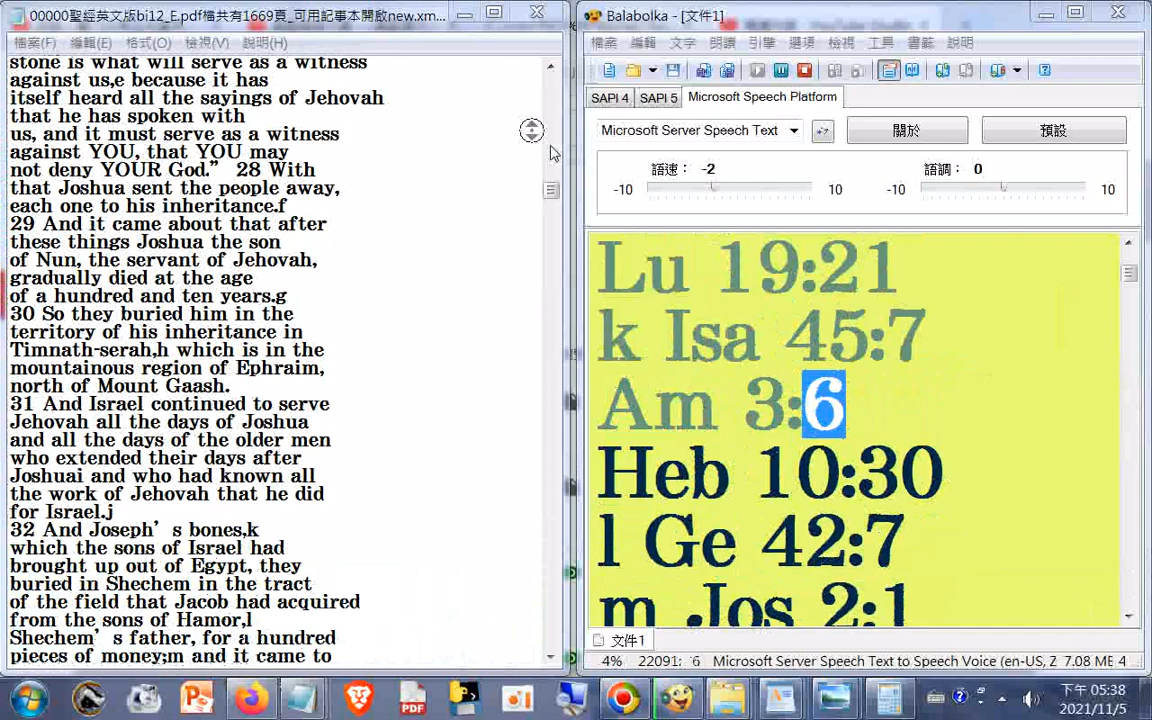 00000聖經英文版bi12_E.pdf檔共有1669頁_可用記事本開啟new.xm...
檔案(F) 編輯(E) 格式(O) 檢視(V) 說明(H)
stone is what will serve as a witness
against us,e because it has
itself heard all the sayings of Jehovah
that he has spoken with
us, and it must serve as a witness
against YOU, that YOU may
not deny YOUR God.” 28 With
that Joshua sent the people away,
each one to his inheritance.f
29 And it came about that after
these things Joshua the son
of Nun, the servant of Jehovah,
gradually died at the age
of a hundred and ten years.g
30 So they buried him in the
territory of his inheritance in
Timnath-serah,h which is in the
mountainous region of Ephraim,
north of Mount Gaash.
31 And Israel continued to serve
Jehovah all the days of Joshua
and all the days of the older men
who extended their days after
Joshuai and who had known all
the work of Jehovah that he did
for Israel.j
32 And Joseph’s bones,k
which the sons of Israel had
brought up out of Egypt, they
buried in Shechem in the tract
of the field that Jacob had acquired
from the sons of Hamor,l
Shechem’s father, for a hundred
pieces of money;m and it came to
Balabolka - [文件1]
檔案 編輯 文字 朗讀 引擎 選項 檢視 工具 書籤 說明
SAPI 4 SAPI 5 Microsoft Speech Platform
Microsoft Server Speech Text 關於 預設
語速: -2 語調: 0
-10 10 -10 10
Lu 19:21
k Isa 45:7
Am 3:6
Heb 10:30
l Ge 42:7
m Jos 2:1
文件1
4% 22091: 6 Microsoft Server Speech Text to Speech Voice (en-US, Z 7.08 ME 4
PDF
下午 05:38
2021/11/5